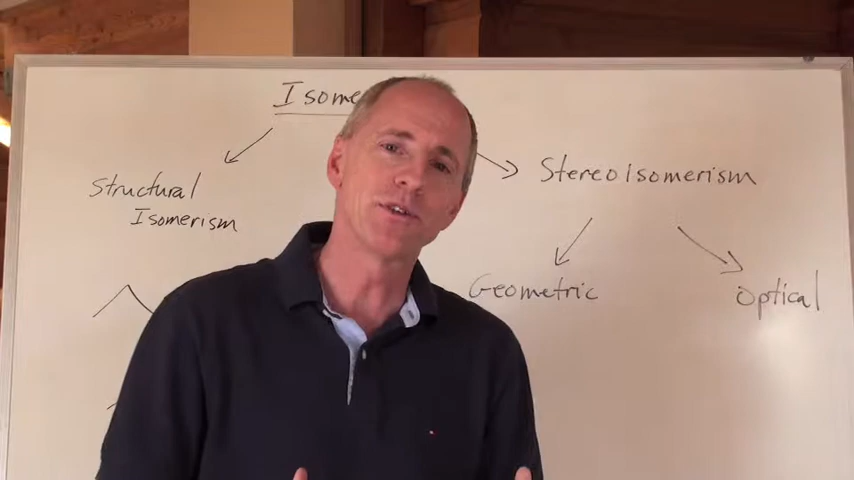 Isome
Structural
Isomerism
Stereoisomerism
Geometric
Optical